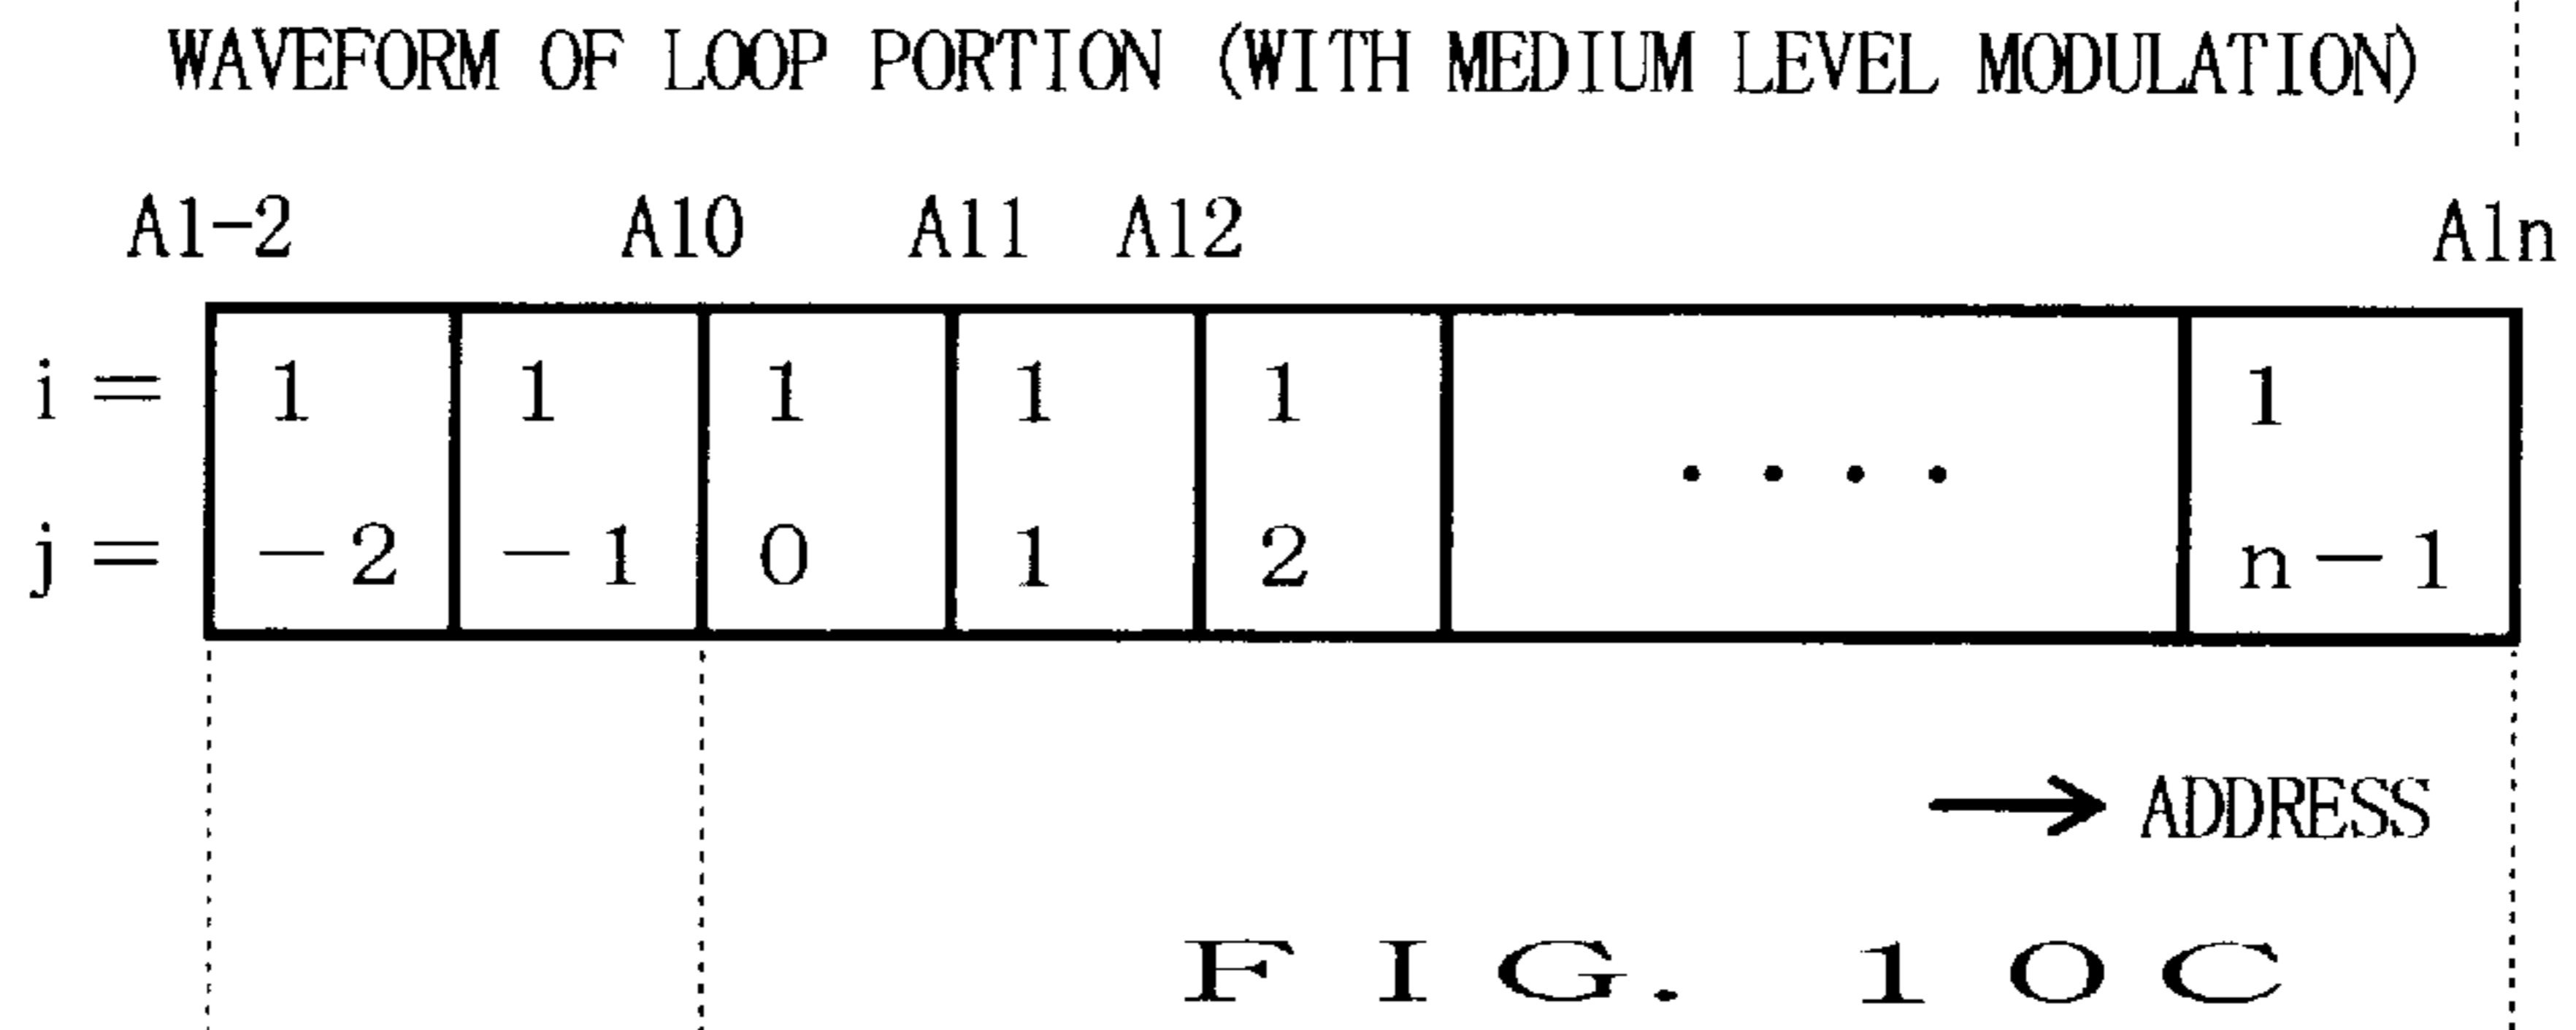 WAVEFORM OF LOOP PORTION (WITH MEDIUM LEVEL MODULATION)
A1-2 A10 A11 A12 A1n
i = 1 1 1 1 1 1
j = -2 -1 0 1 2 ・・・・ n-1
→ ADDRESS
FIG. 10C